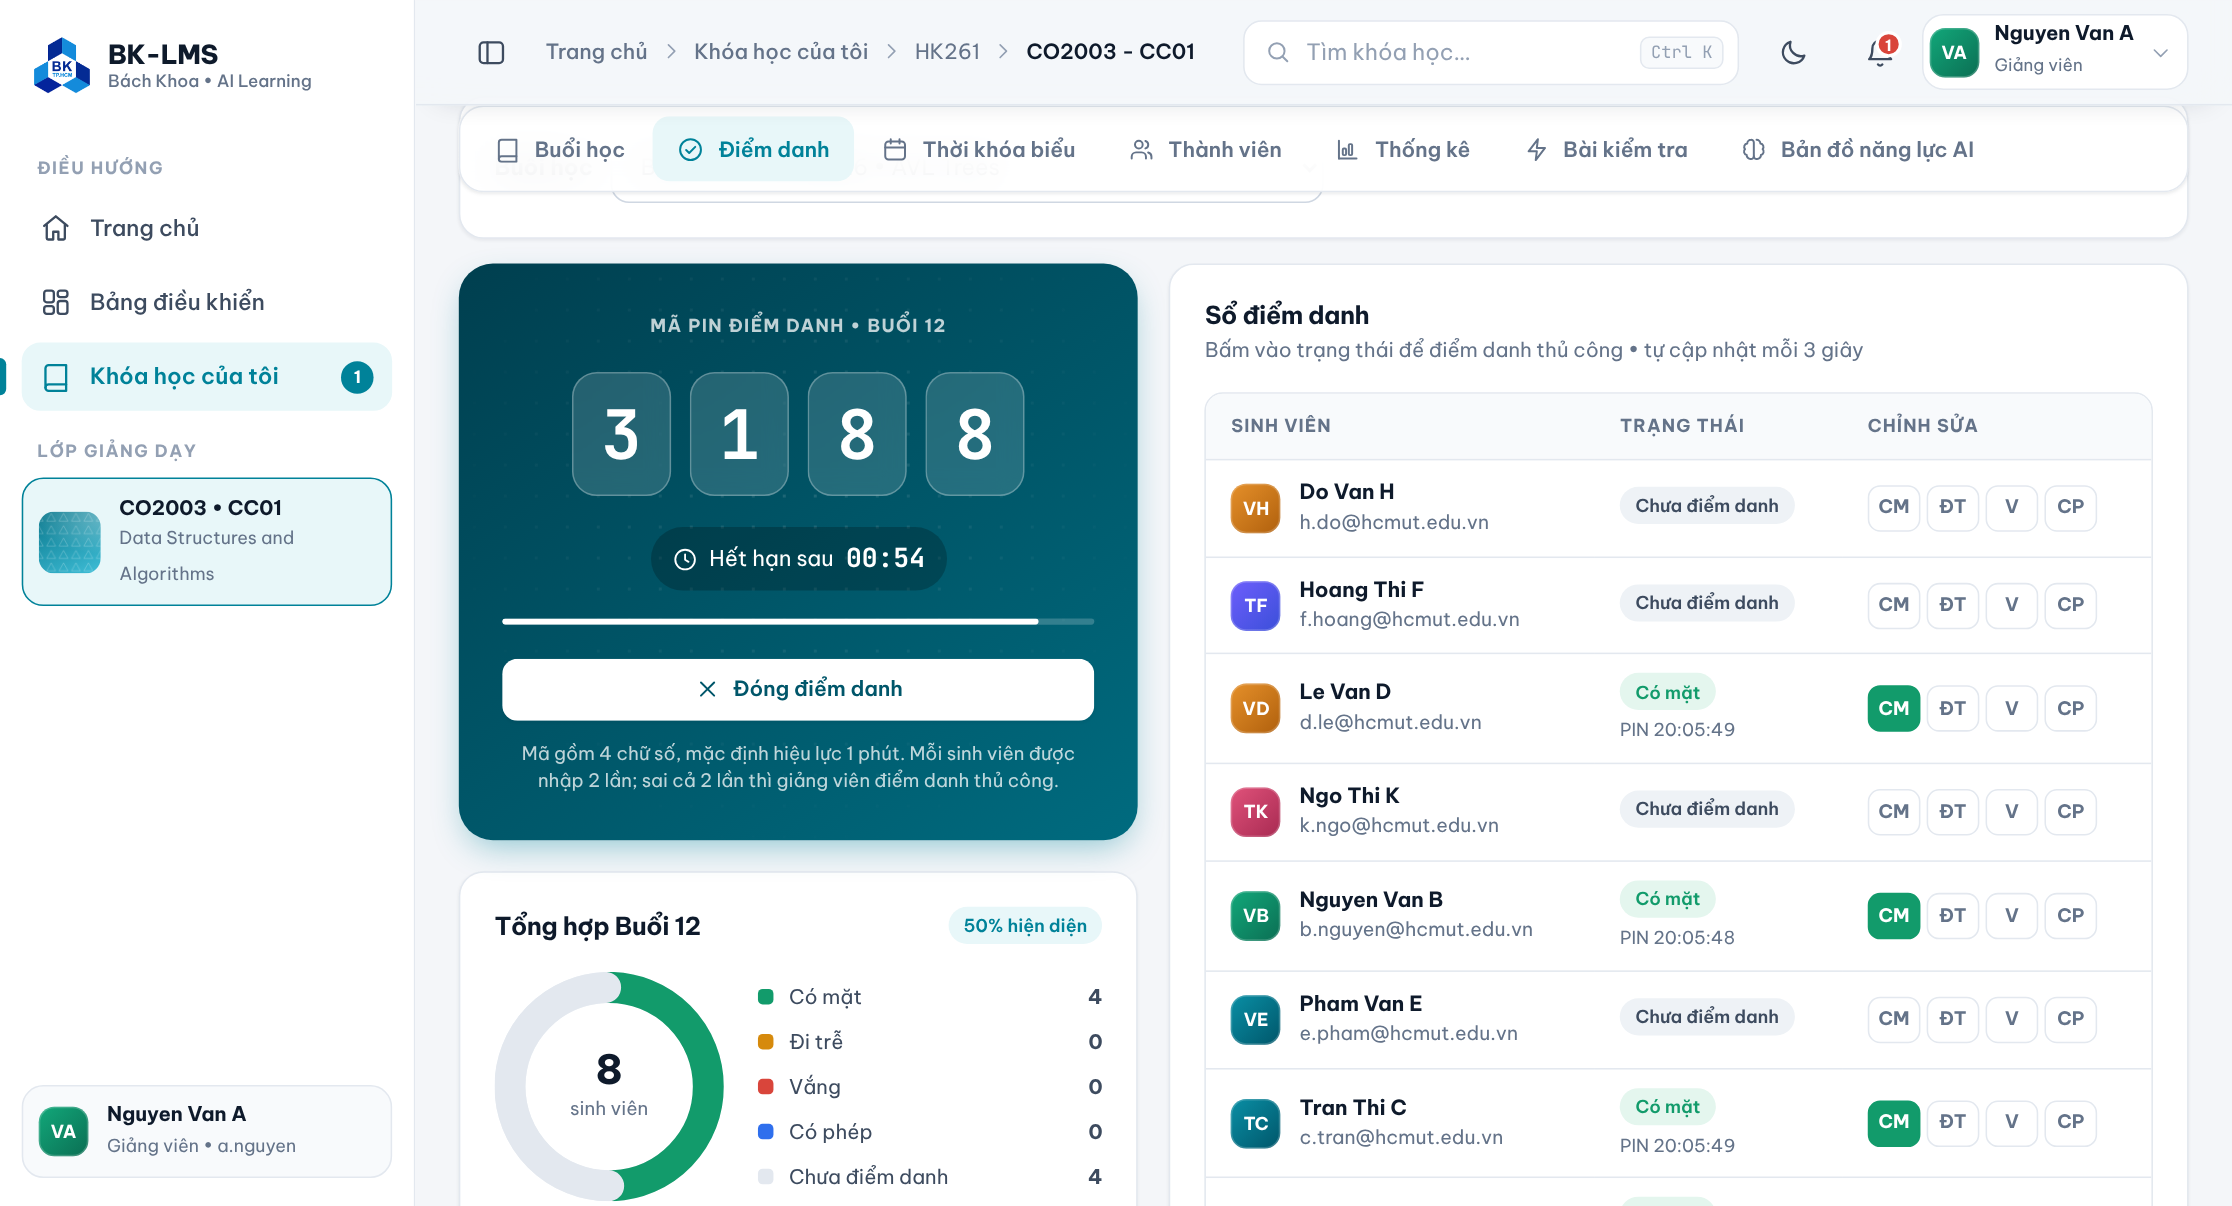 BK
TP.HCM
BK-LMS
Bách Khoa • AI Learning
ĐIỀU HƯỚNG
Trang chủ
Bảng điều khiển
Khóa học của tôi
1
LỚP GIẢNG DẠY
CO2003 • CC01
Data Structures and
Algorithms
VA
Nguyen Van A
Giảng viên • a.nguyen
Trang chủ
Khóa học của tôi
HK261
CO2003 - CC01
Tìm khóa học...
Ctrl K
1
VA
Nguyen Van A
Giảng viên
Buổi học
Điểm danh
Thời khóa biểu
Thành viên
Thống kê
Bài kiểm tra
Bản đồ năng lực AI
Buổi học
AVL Trees
MÃ PIN ĐIỂM DANH • BUỔI 12
3 1 8 8
Hết hạn sau 00:54
Đóng điểm danh
Mã gồm 4 chữ số, mặc định hiệu lực 1 phút. Mỗi sinh viên được
nhập 2 lần; sai cả 2 lần thì giảng viên điểm danh thủ công.
Tổng hợp Buổi 12
50% hiện diện
8
sinh viên
Có mặt 4
Đi trễ 0
Vắng 0
Có phép 0
Chưa điểm danh 4
Sổ điểm danh
Bấm vào trạng thái để điểm danh thủ công • tự cập nhật mỗi 3 giây
SINH VIÊN TRẠNG THÁI CHỈNH SỬA
VH
Do Van H
h.do@hcmut.edu.vn
Chưa điểm danh
CM ĐT V CP
TF
Hoang Thi F
f.hoang@hcmut.edu.vn
Chưa điểm danh
CM ĐT V CP
VD
Le Van D
d.le@hcmut.edu.vn
Có mặt
PIN 20:05:49
CM ĐT V CP
TK
Ngo Thi K
k.ngo@hcmut.edu.vn
Chưa điểm danh
CM ĐT V CP
VB
Nguyen Van B
b.nguyen@hcmut.edu.vn
Có mặt
PIN 20:05:48
CM ĐT V CP
VE
Pham Van E
e.pham@hcmut.edu.vn
Chưa điểm danh
CM ĐT V CP
TC
Tran Thi C
c.tran@hcmut.edu.vn
Có mặt
PIN 20:05:49
CM ĐT V CP